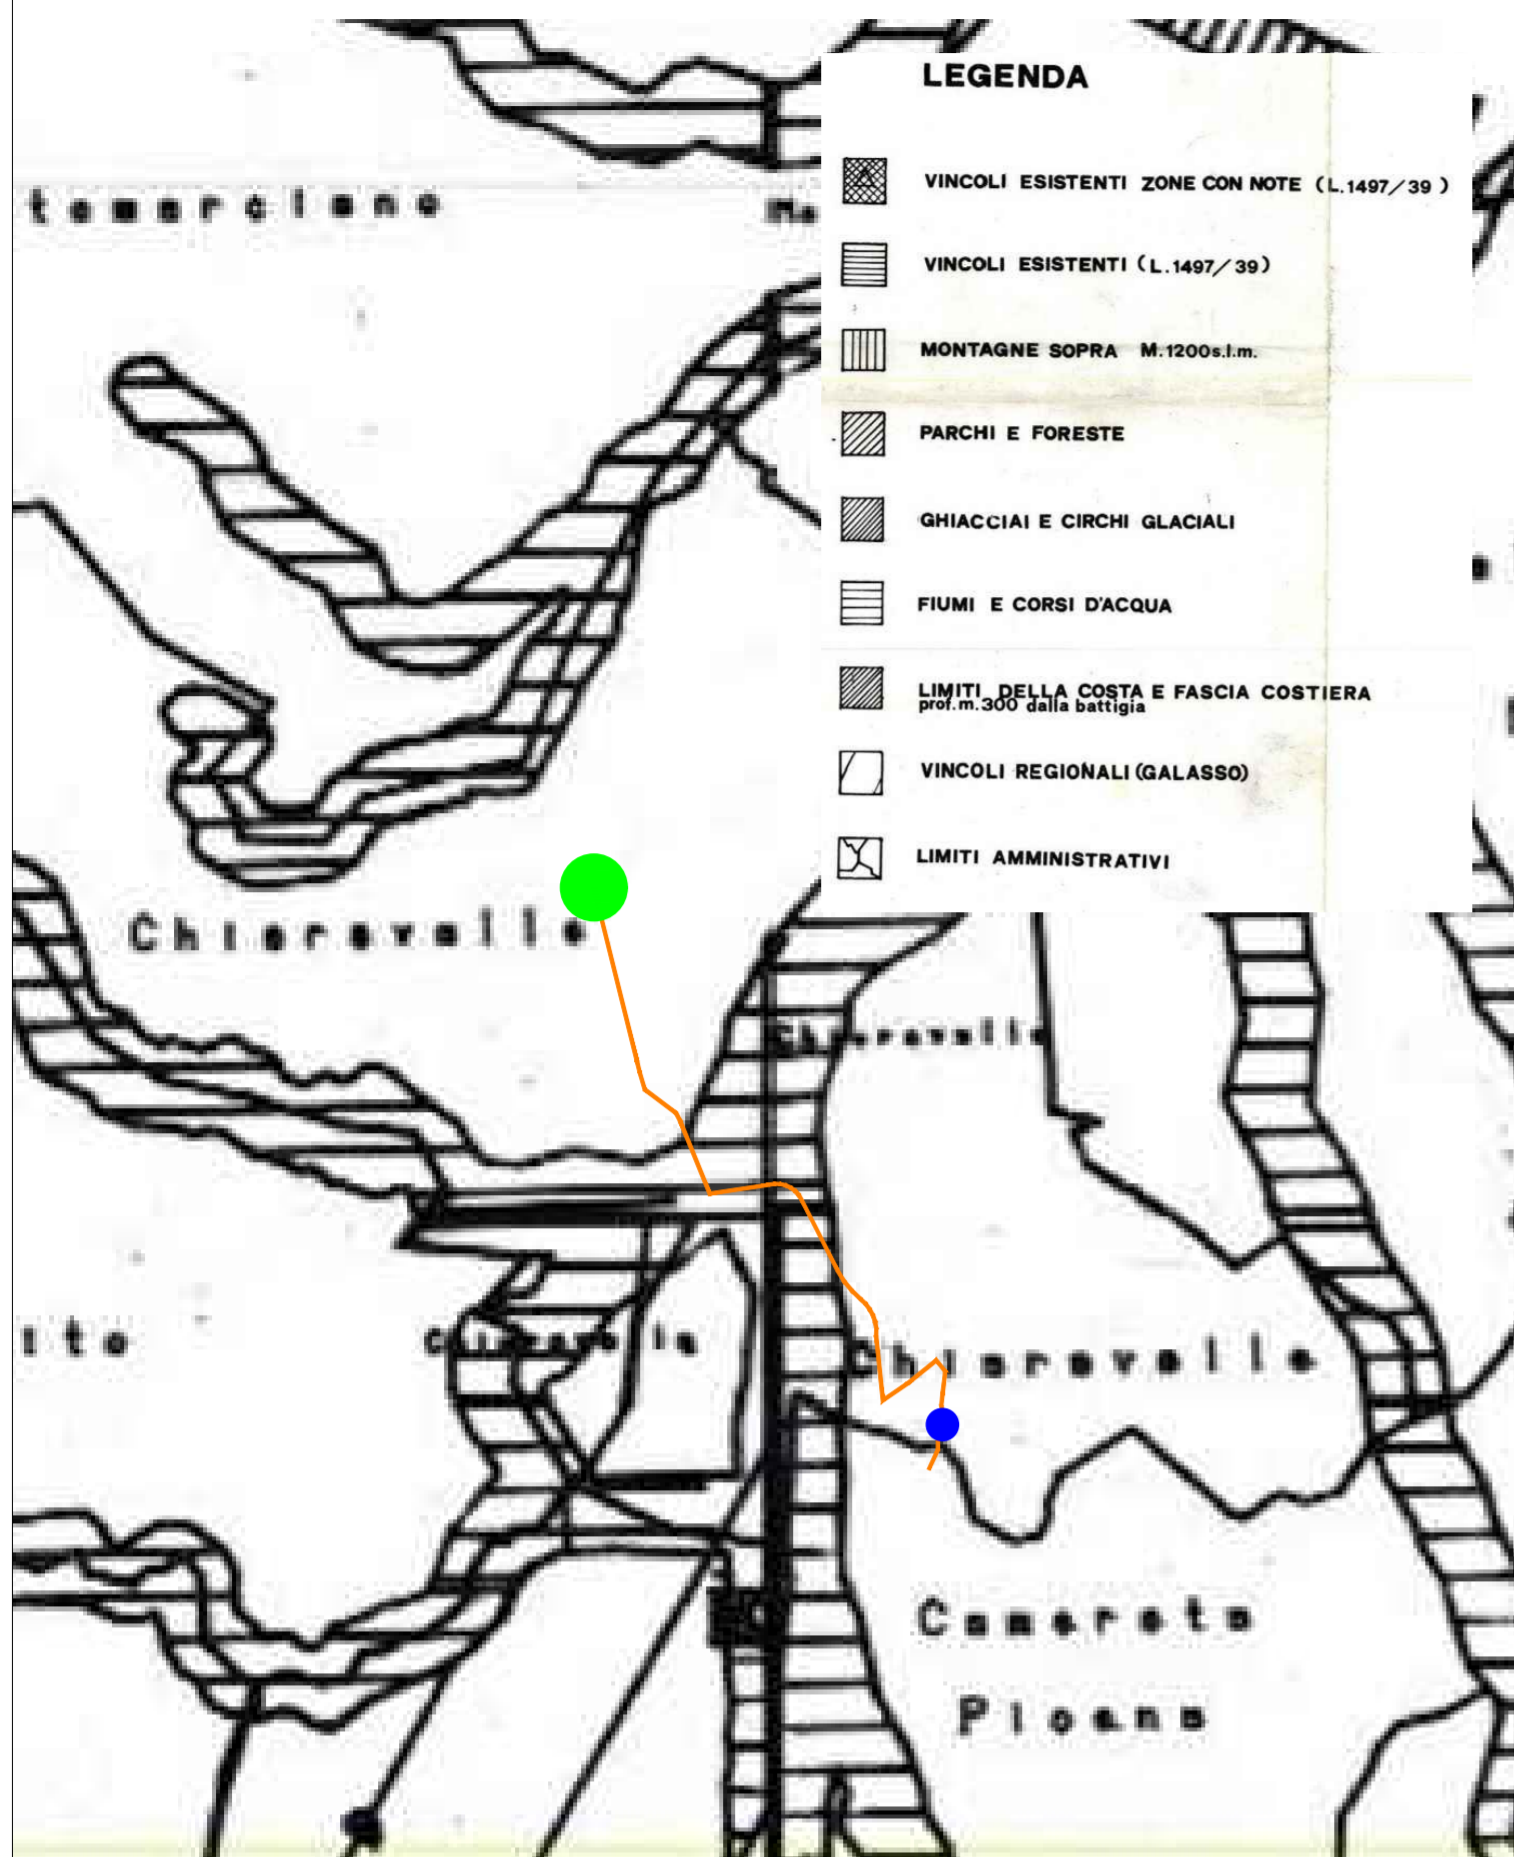 LEGENDA
VINCOLI ESISTENTI ZONE CON NOTE (L.1497/39)
VINCOLI ESISTENTI (L.1497/39)
MONTAGNE SOPRA M.1200s.l.m.
PARCHI E FORESTE
GHIACCIAI E CIRCHI GLACIALI
FIUMI E CORSI D'ACQUA
LIMITI DELLA COSTA E FASCIA COSTIERA
prof.m.300 dalla battigia
VINCOLI REGIONALI (GALASSO)
LIMITI AMMINISTRATIVI
Chiaravalle
Chiaravalle
Chiaravalle
Chiaravalle
Camerata
Picena